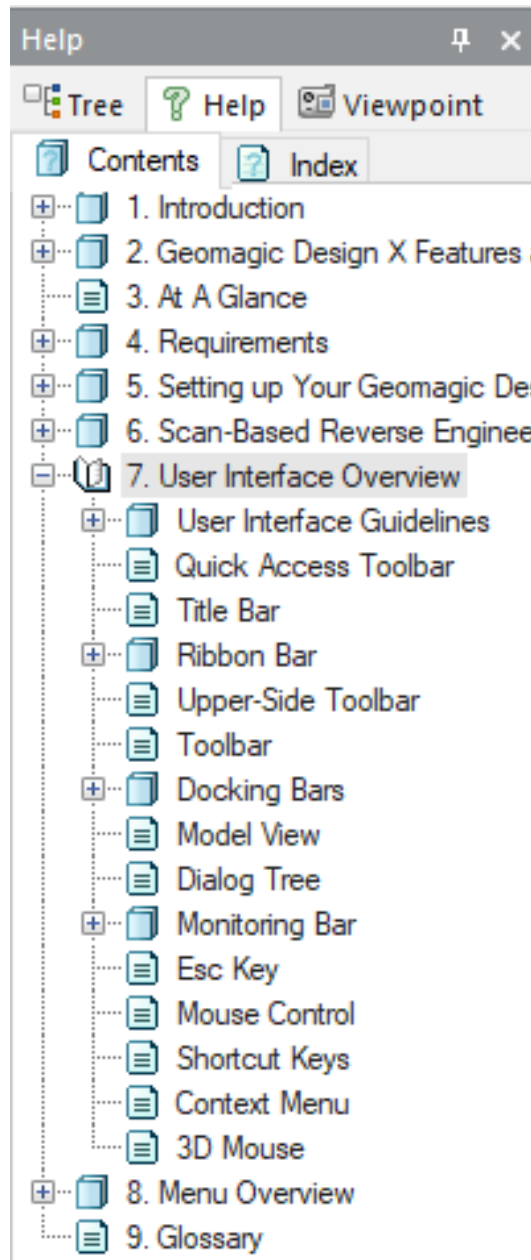 Help
Tree Help Viewpoint
Contents Index
1. Introduction
2. Geomagic Design X Features
3. At A Glance
4. Requirements
5. Setting up Your Geomagic
6. Scan-Based Reverse
7. User Interface Overview
User Interface Guidelines
Quick Access Toolbar
Title Bar
Ribbon Bar
Upper-Side Toolbar
Toolbar
Docking Bars
Model View
Dialog Tree
Monitoring Bar
Esc Key
Mouse Control
Shortcut Keys
Context Menu
3D Mouse
8. Menu Overview
9. Glossary